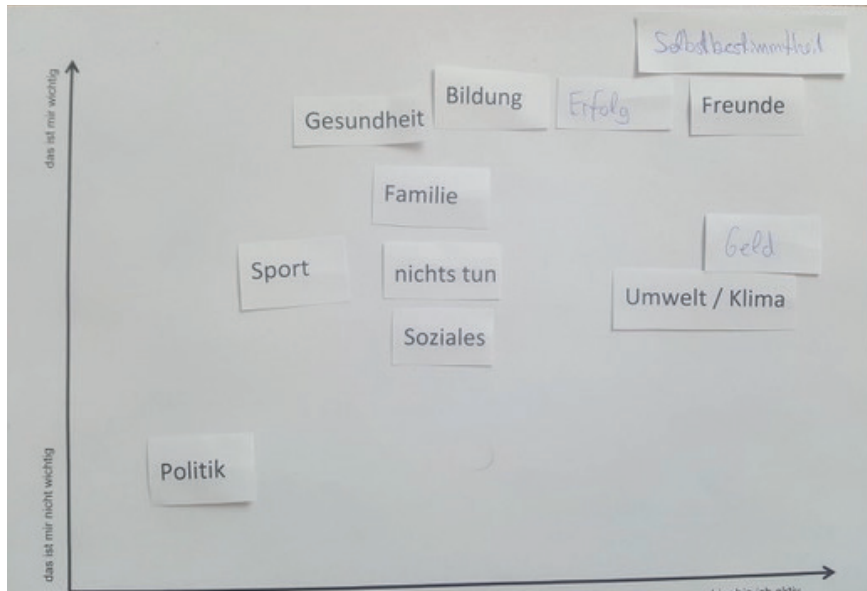 Selbstbestimmtheit
das ist mir wichtig
Gesundheit
Bildung
Erfolg
Freunde
Familie
Geld
Sport
nichts tun
Umwelt / Klima
Soziales
Politik
das ist mir nicht wichtig